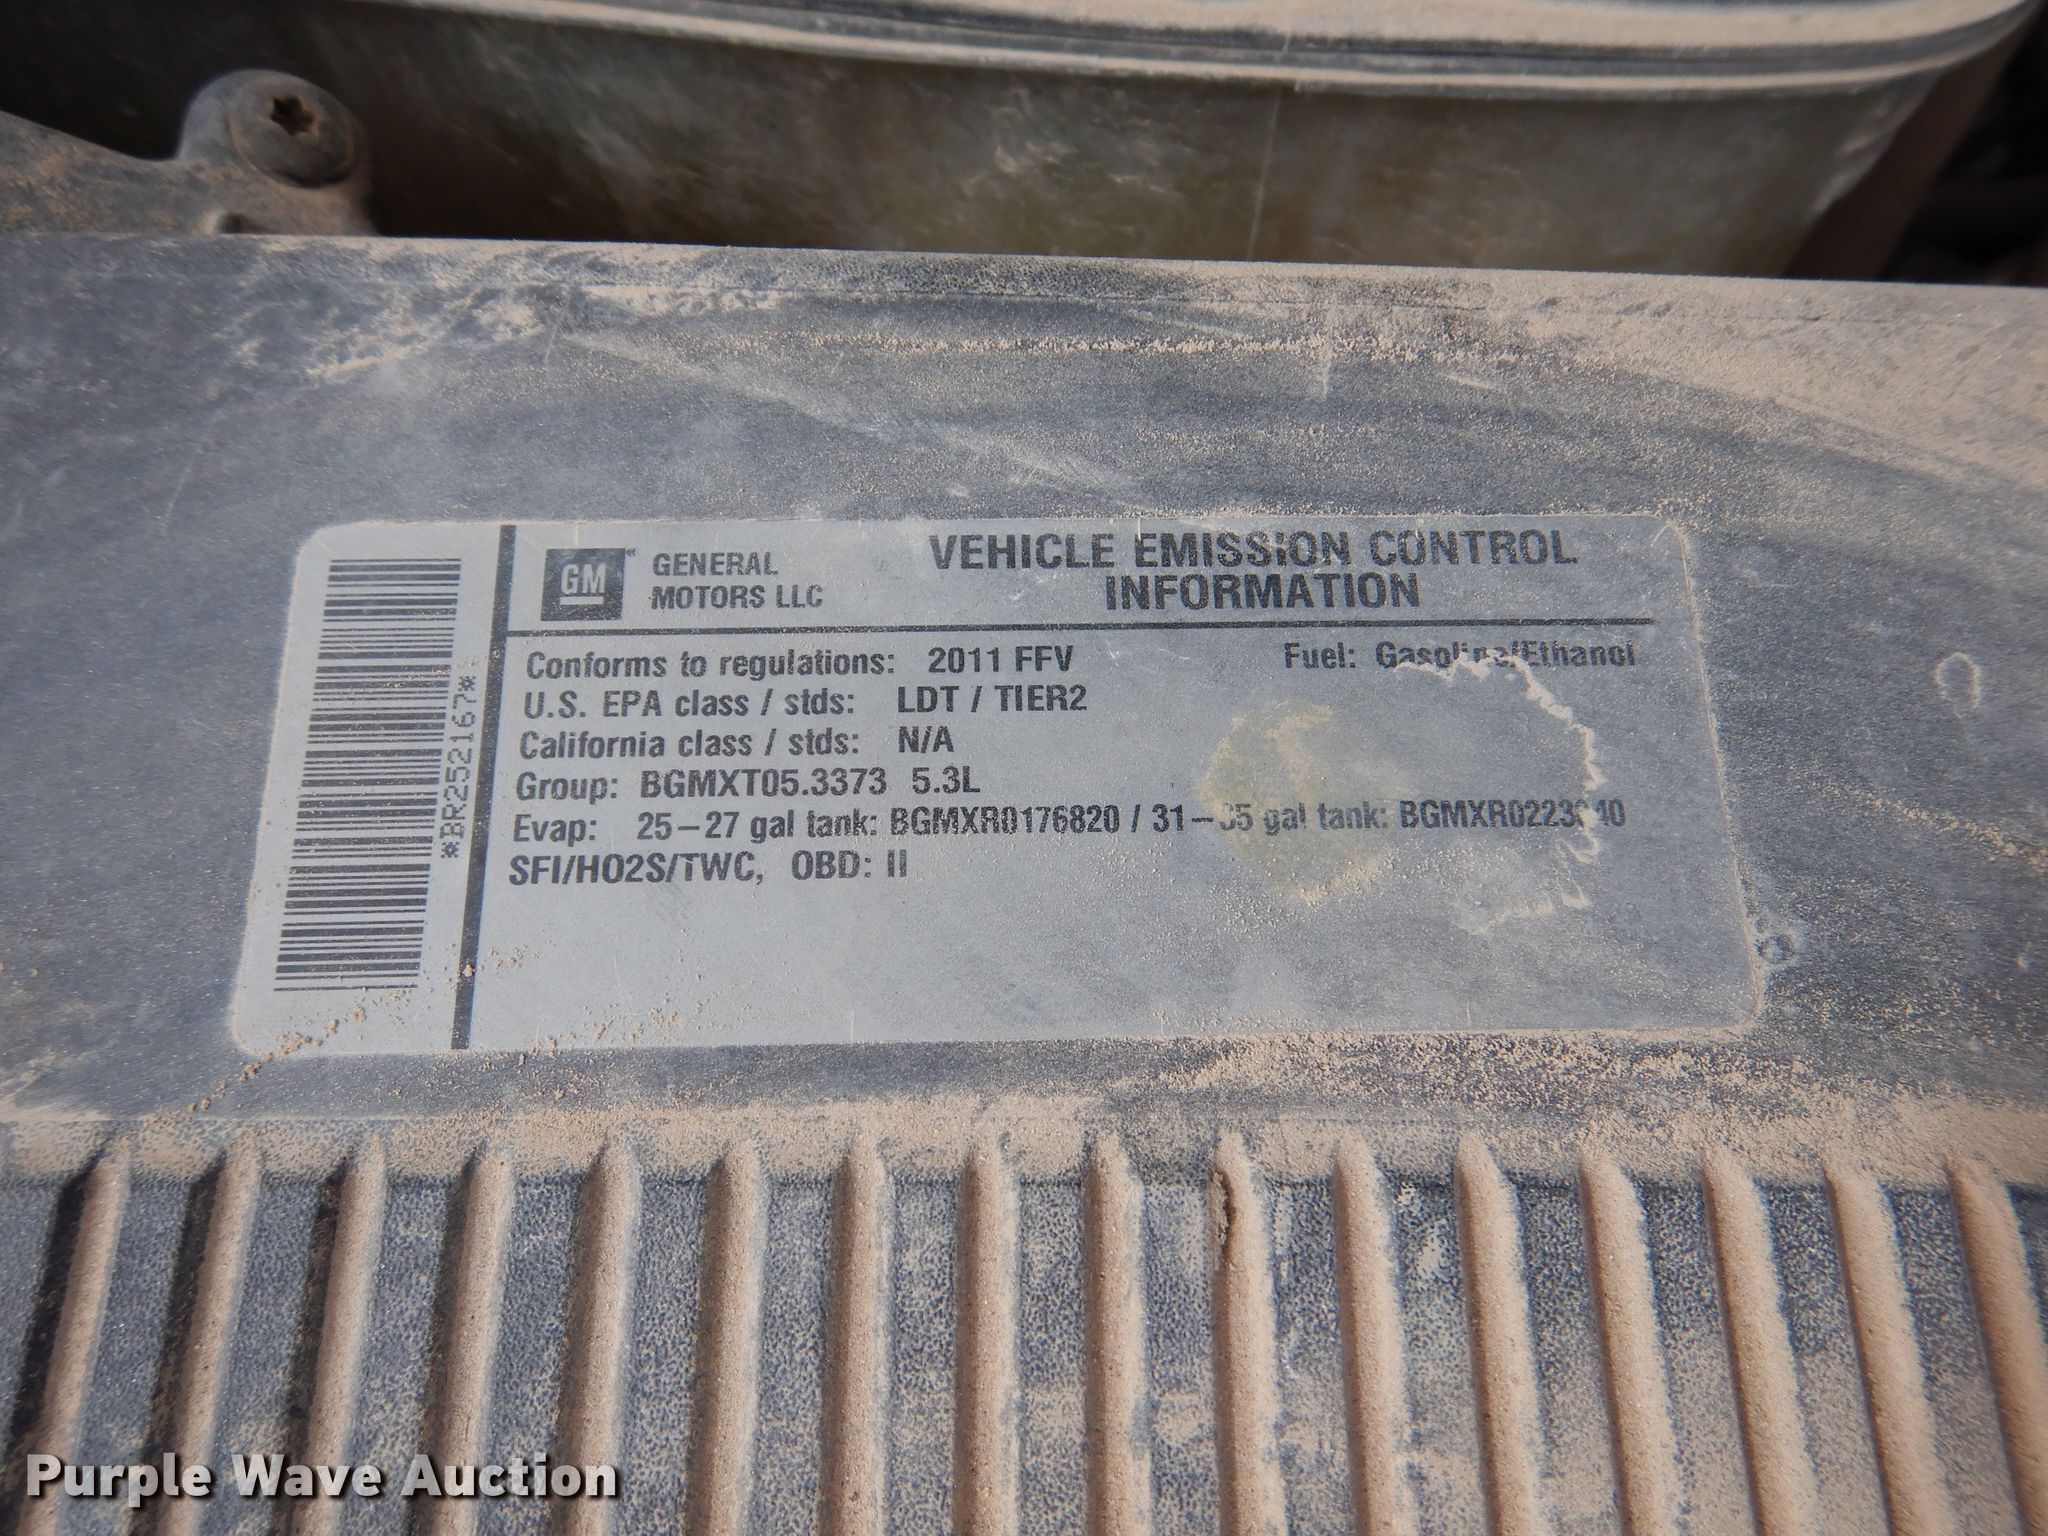 GM
GENERAL
MOTORS LLC
VEHICLE EMISSION CONTROL
INFORMATION
Conforms to regulations: 2011 FFV Fuel: Gasoline/Ethanol
U.S. EPA class / stds: LDT / TIER2
California class / stds: N/A
Group: BGMXT05.3373 5.3L
Evap: 25-27 gal tank: BGMXR0176820 / gal tank:
SFI/HO2S/TWC, OBD: II
*BR252167*
Purple Wave Auction